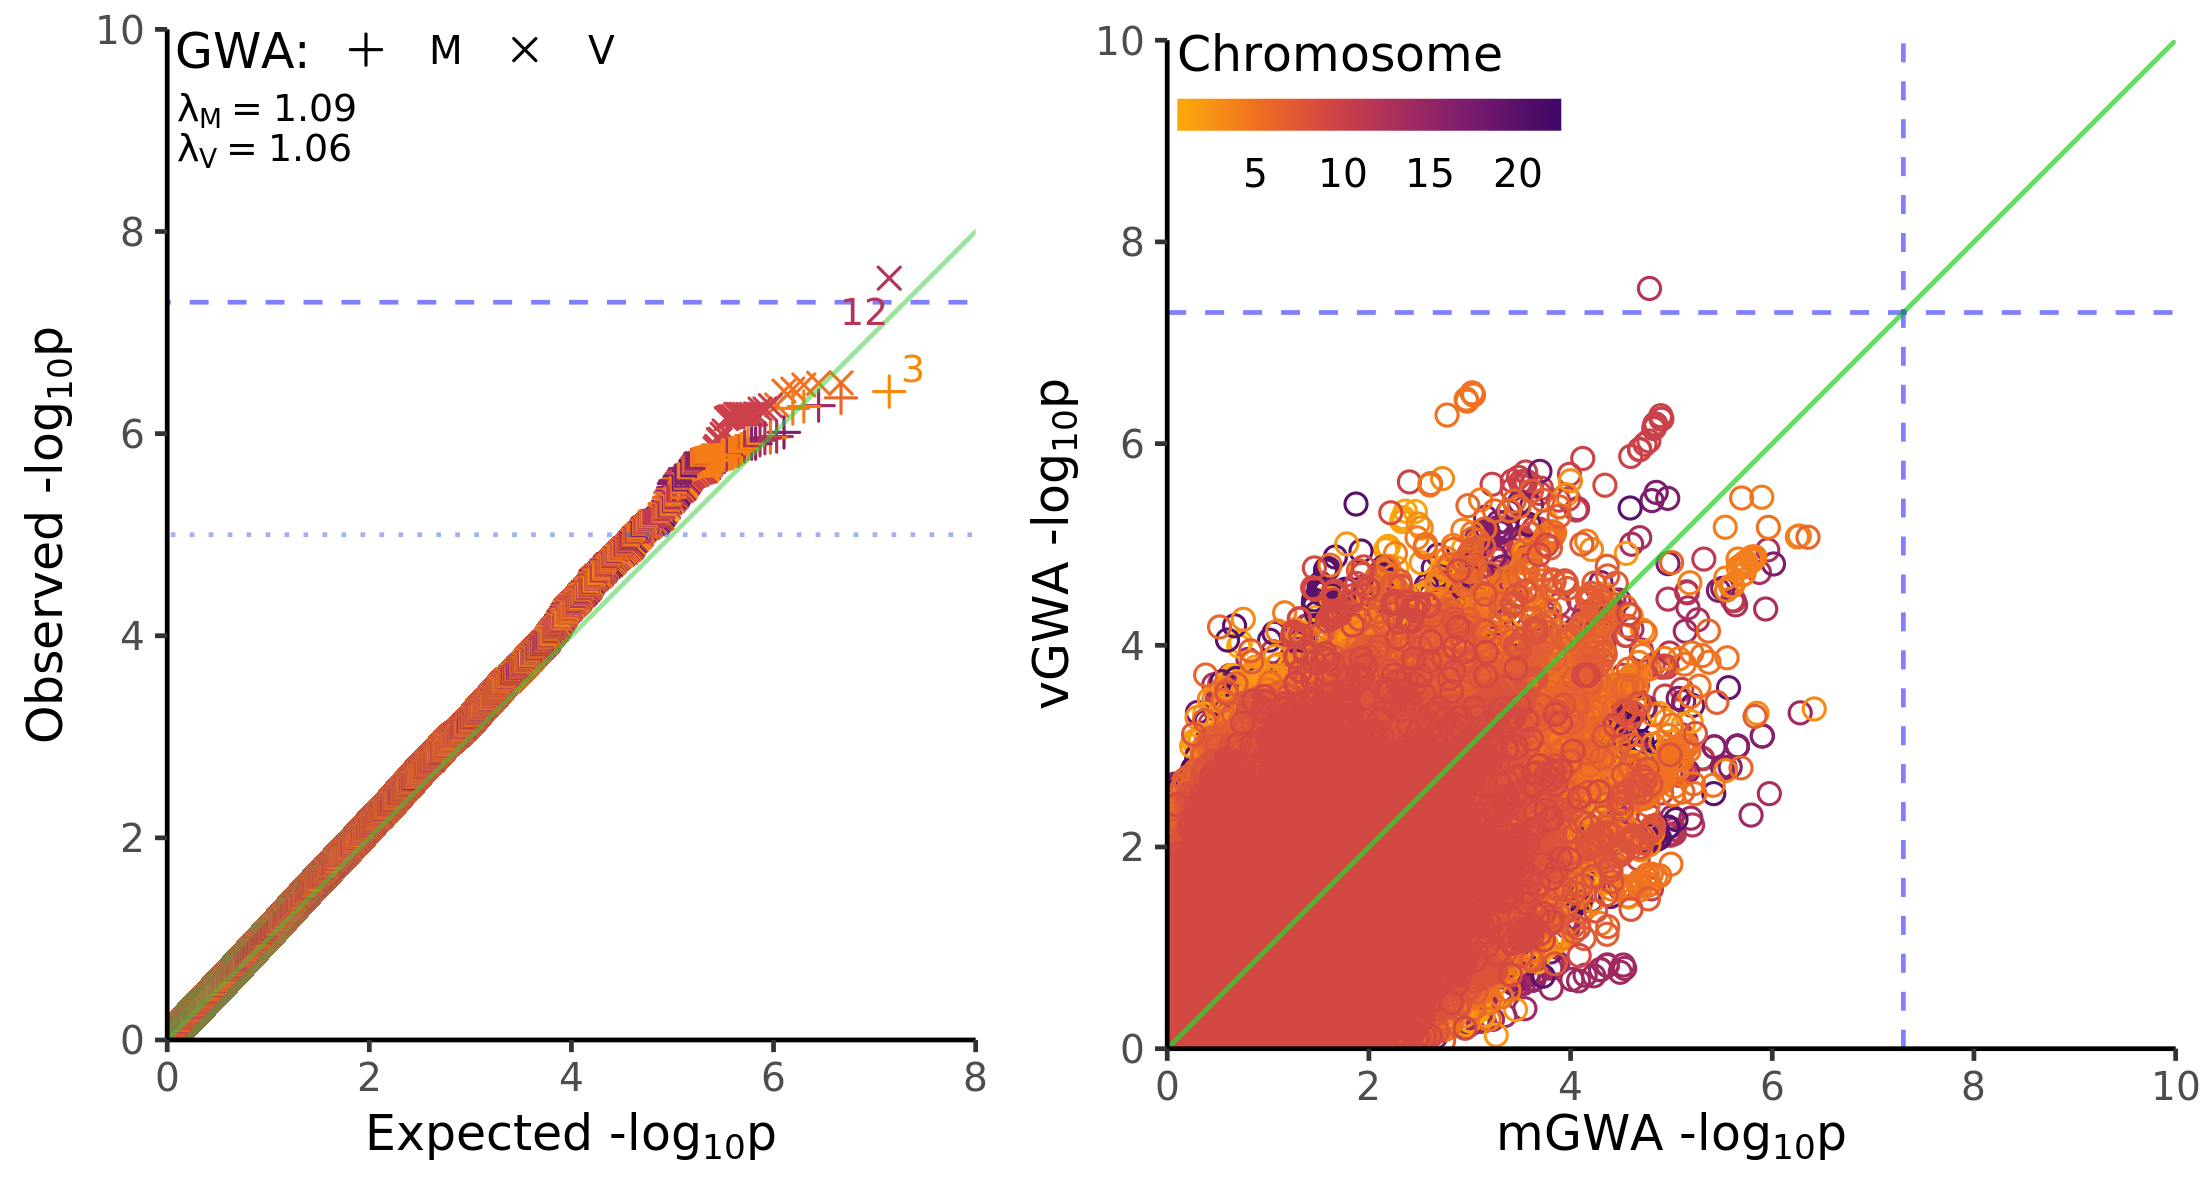 GWA: + M × V
λM = 1.09
λV = 1.06
10
8
6
4
2
0
0 2 4 6 8
12
3
Observed -log10p
Expected -log10p
Chromosome
5 10 15 20
10
8
6
4
2
0
0 2 4 6 8 10
vGWA -log10p
mGWA -log10p